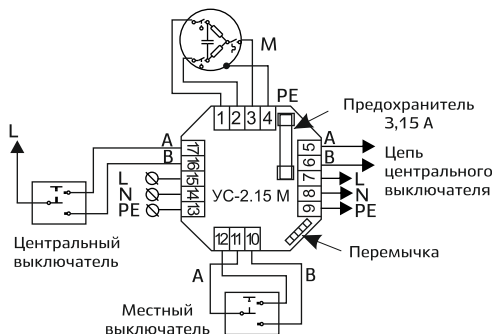 M
PE
1 2 3 4
Предохранитель
3,15 А
L
A
B
17
16
15
14
13
L
N
PE
УС-2.15 М
5
6
7
8
9
A
B
L
N
PE
Цепь
центрального
выключателя
Центральный
выключатель
12 11 10
Перемычка
A
B
Местный
выключатель